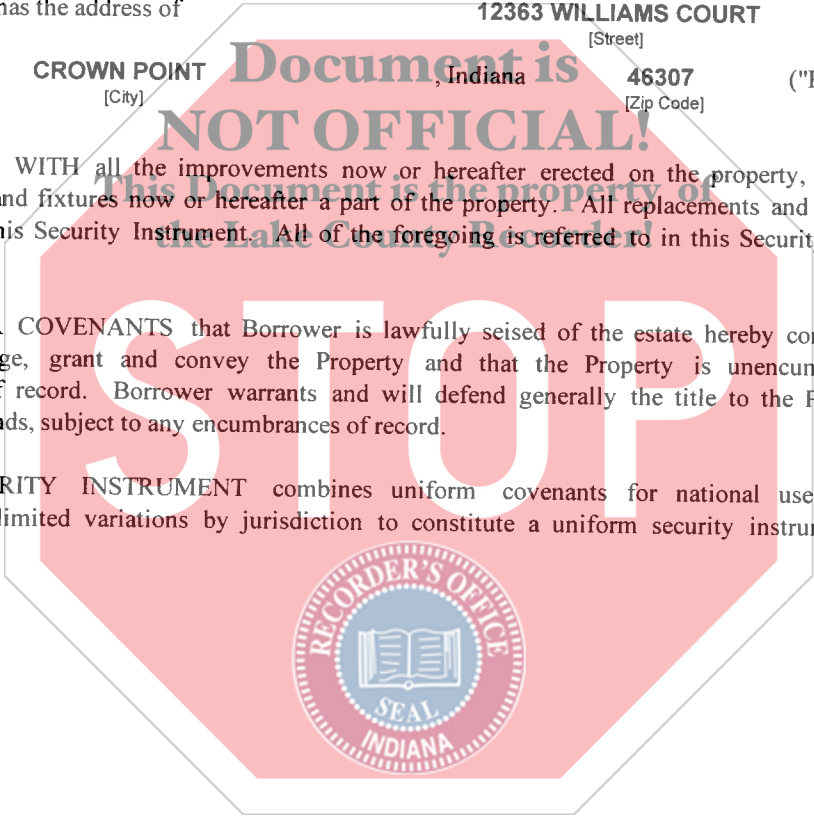 has the address of 12363 WILLIAMS COURT
[Street]
CROWN POINT , Indiana 46307 ("
[City] [Zip Code]
Document is
NOT OFFICIAL!
This Document is the property of
the Lake County Recorder!
WITH all the improvements now or hereafter erected on the property,
and fixtures now or hereafter a part of the property. All replacements and
his Security Instrument. All of the foregoing is referred to in this Security
COVENANTS that Borrower is lawfully seised of the estate hereby con
ge, grant and convey the Property and that the Property is unencum
f record. Borrower warrants and will defend generally the title to the P
ds, subject to any encumbrances of record.
RITY INSTRUMENT combines uniform covenants for national use
limited variations by jurisdiction to constitute a uniform security instru
STOP
RECORDER'S OFFICE
SEAL
INDIANA